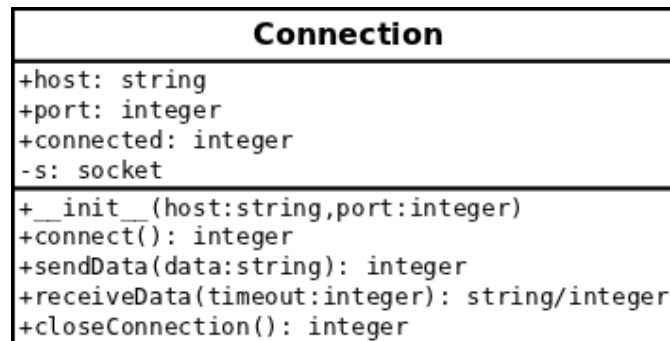 Connection
+host: string
+port: integer
+connected: integer
-s: socket
+__init__(host:string,port:integer)
+connect(): integer
+sendData(data:string): integer
+receiveData(timeout:integer): string/integer
+closeConnection(): integer